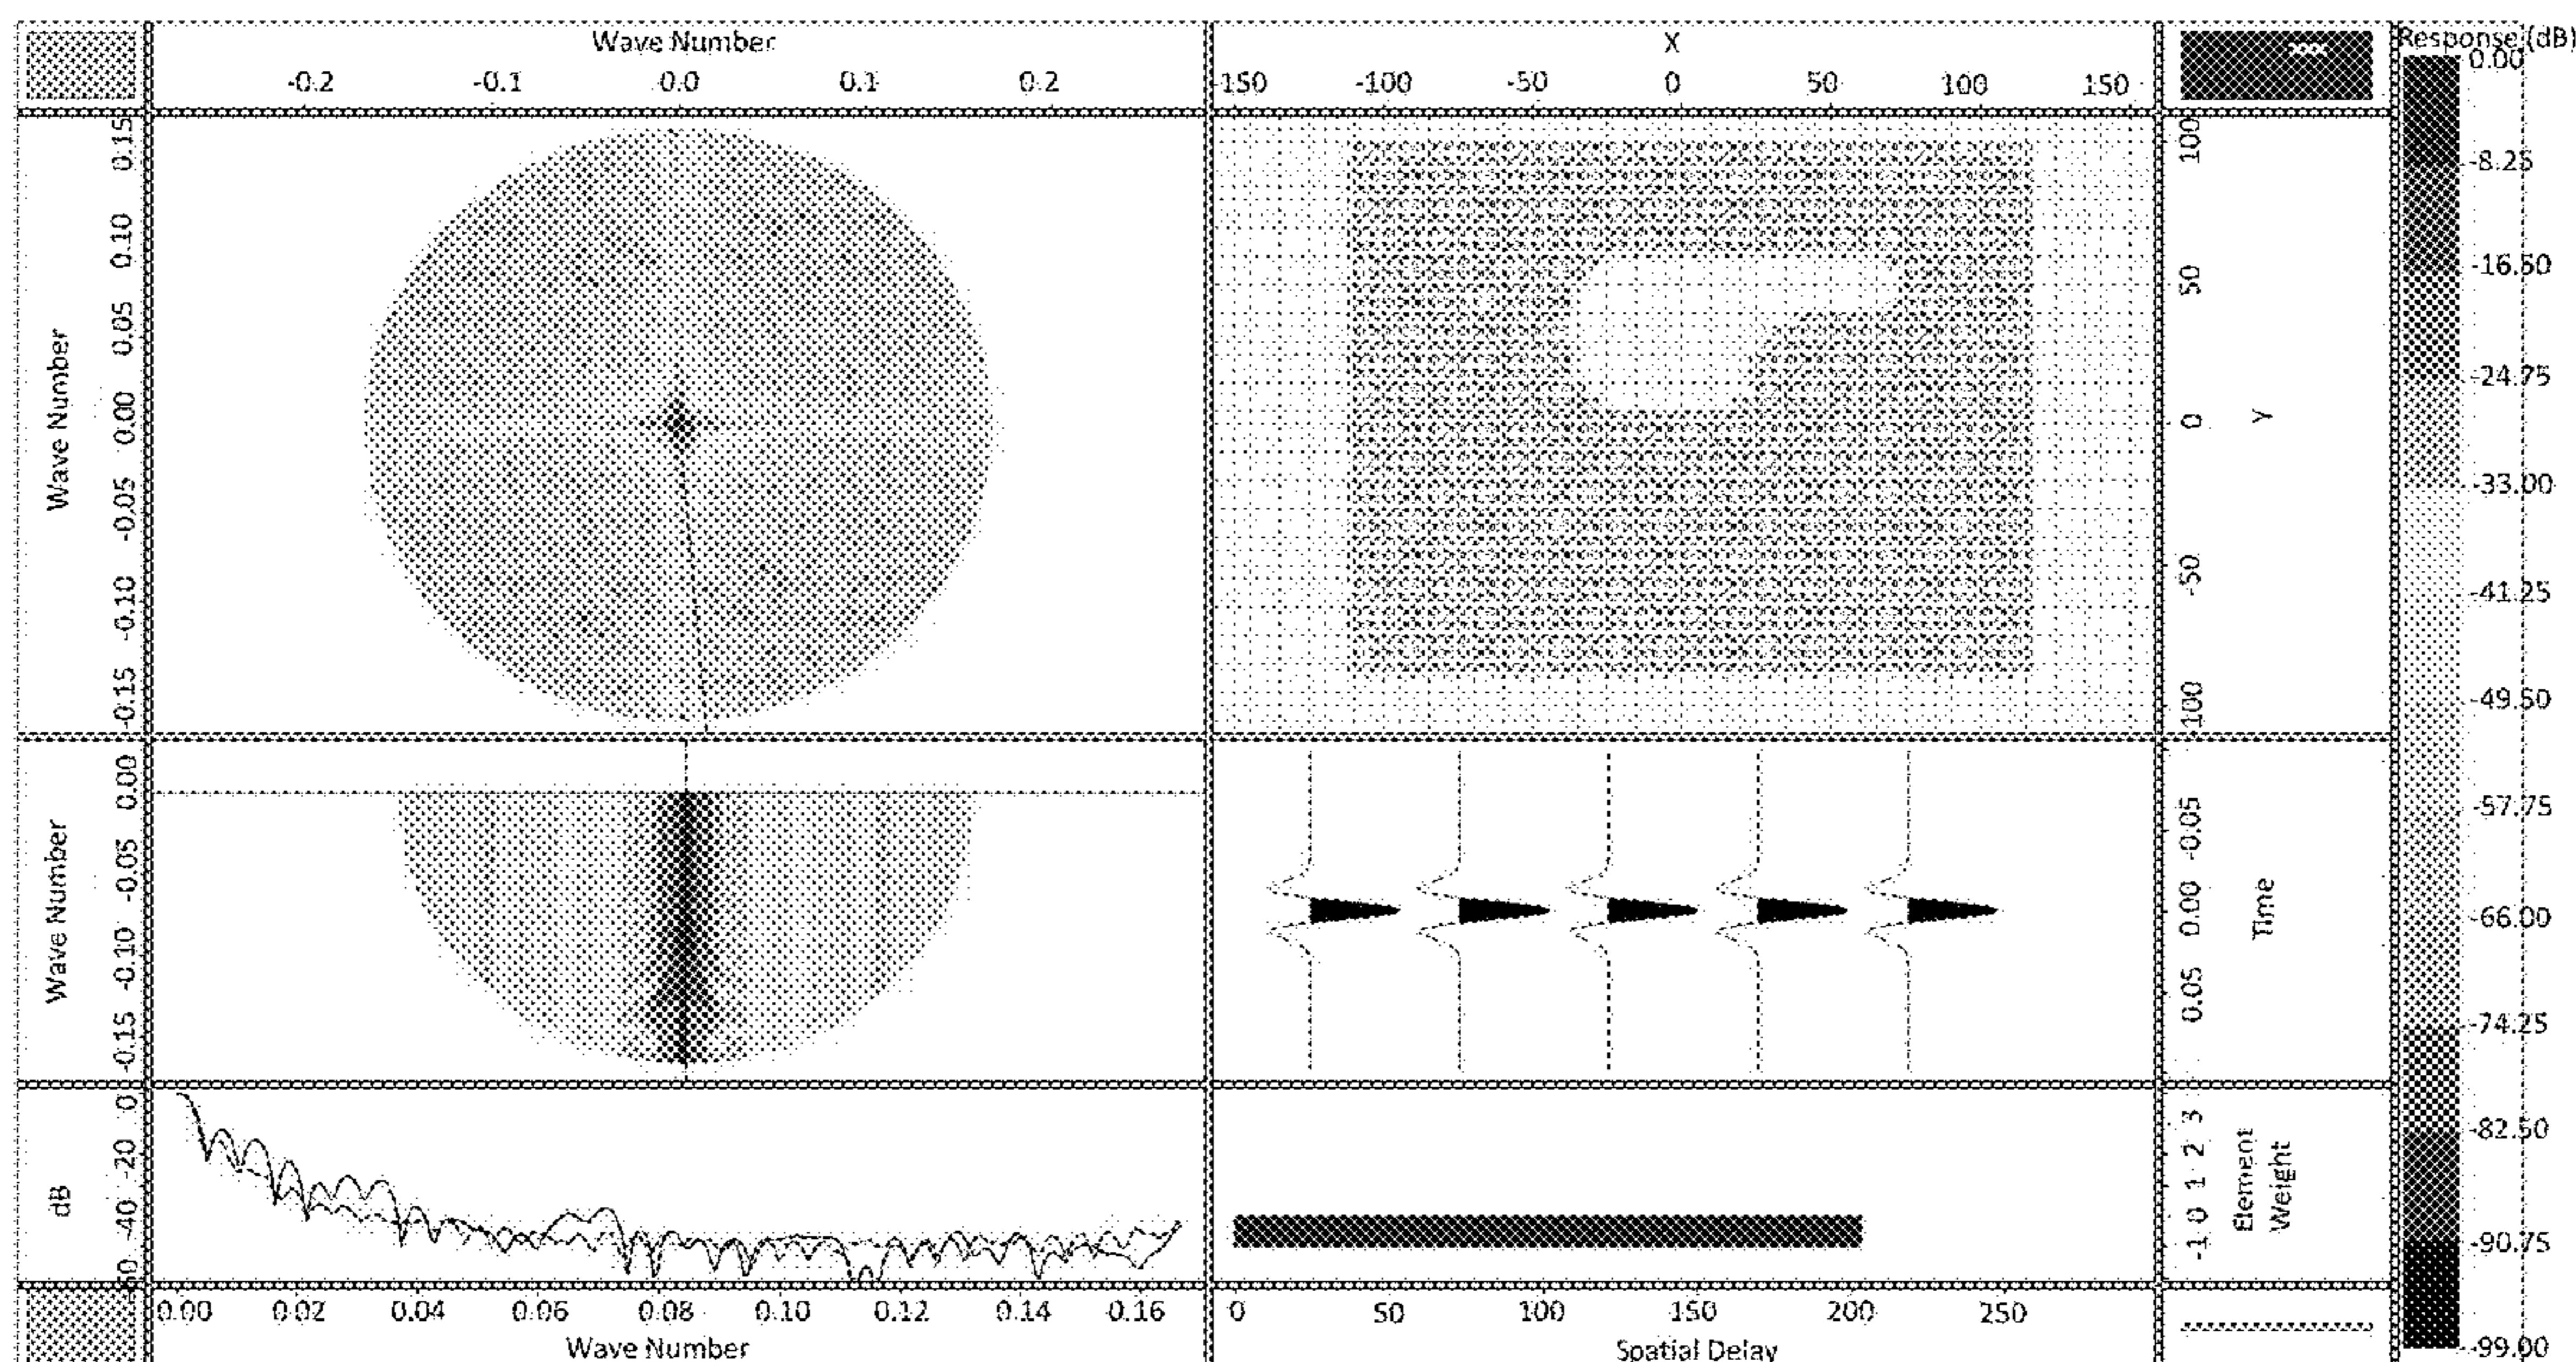 Wave Number
-0.2 -0.1 -0.0 0.1 0.2
X
-150 -100 -50 0 50 100 150
Response (dB)
0.00
-8.25
-16.50
-24.75
-33.00
-41.25
-49.50
-57.75
-66.00
-74.25
-82.50
-90.75
-99.00
Wave Number
0.15 0.10 0.05 0.00 -0.05 -0.10 -0.15
100 50 0 -50 -100
Y
Wave Number
0.00 -0.05 -0.10 -0.15
-0.05 0.00 0.05
Time
dB
0 -20 -40
-1 0 1 2 3
Element
Weight
0.00 0.02 0.04 0.06 0.08 0.10 0.12 0.14 0.16
Wave Number
0 50 100 150 200 250
Spatial Delay